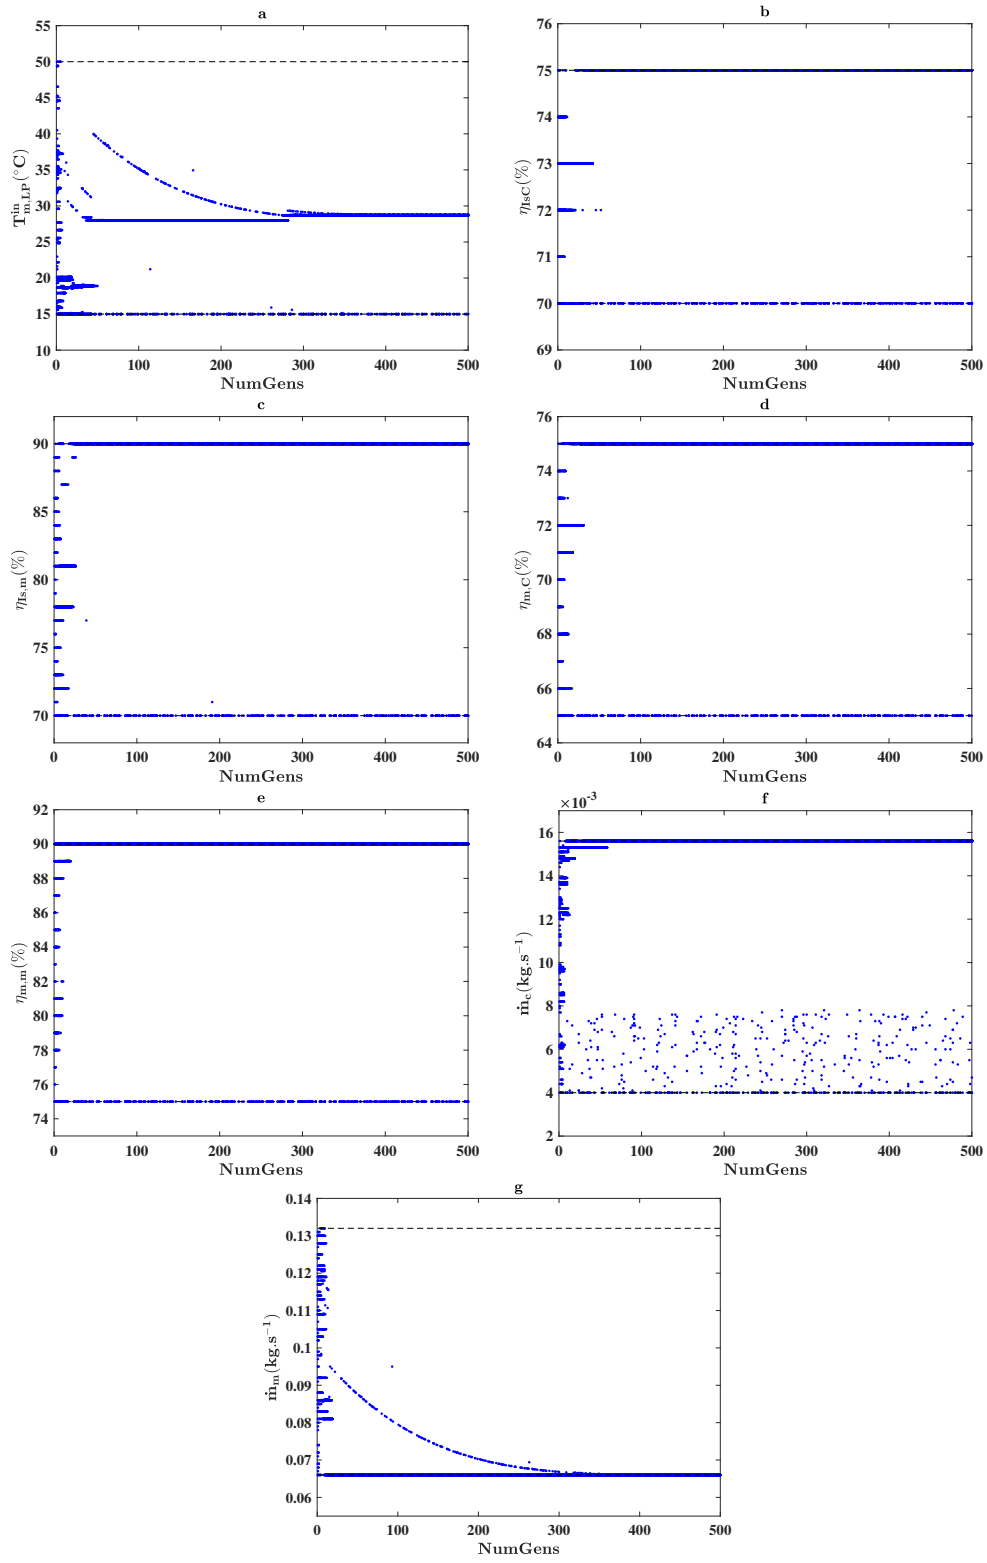 a
55
50
45
40
35
30
25
20
15
10
T^in_m,LP(°C)
0 100 200 300 400 500
NumGens
b
76
75
74
73
72
71
70
69
η_IsC(%)
0 100 200 300 400 500
NumGens
c
90
85
80
75
70
η_Is,m(%)
0 100 200 300 400 500
NumGens
d
76
74
72
70
68
66
64
η_m,C(%)
0 100 200 300 400 500
NumGens
e
92
90
88
86
84
82
80
78
76
74
η_m,m(%)
0 100 200 300 400 500
NumGens
f
×10^-3
16
14
12
10
8
6
4
2
ṁ_c(kg.s^−1)
0 100 200 300 400 500
NumGens
g
0.14
0.13
0.12
0.11
0.1
0.09
0.08
0.07
0.06
ṁ_m(kg.s^−1)
0 100 200 300 400 500
NumGens